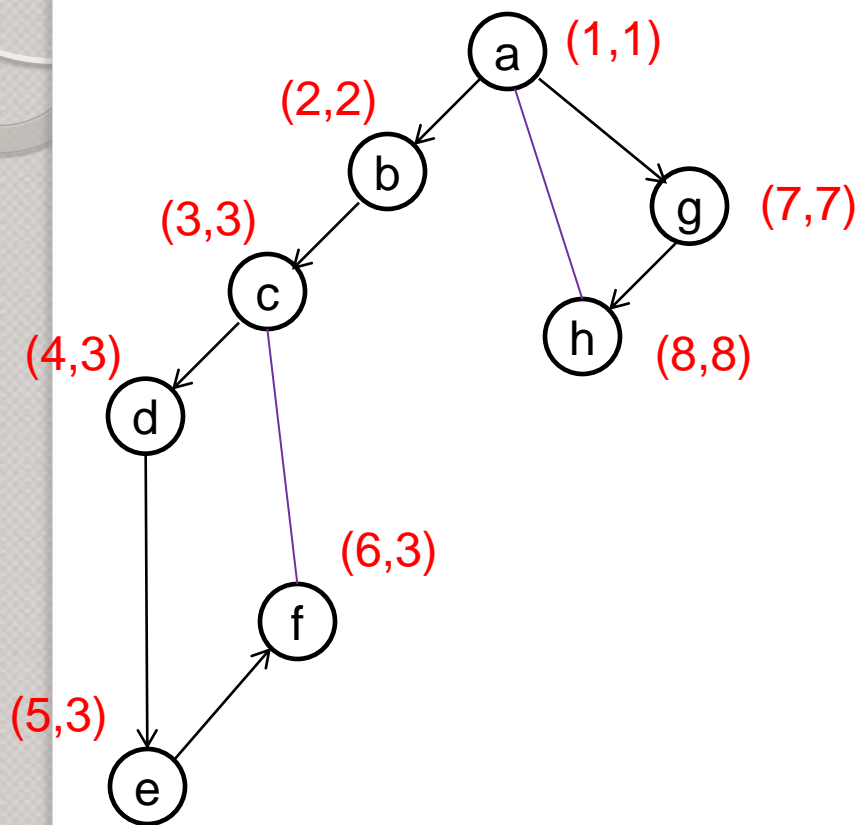 a (1,1)
(2,2)
b
g (7,7)
(3,3)
c
h (8,8)
(4,3)
d
(6,3)
f
(5,3)
e